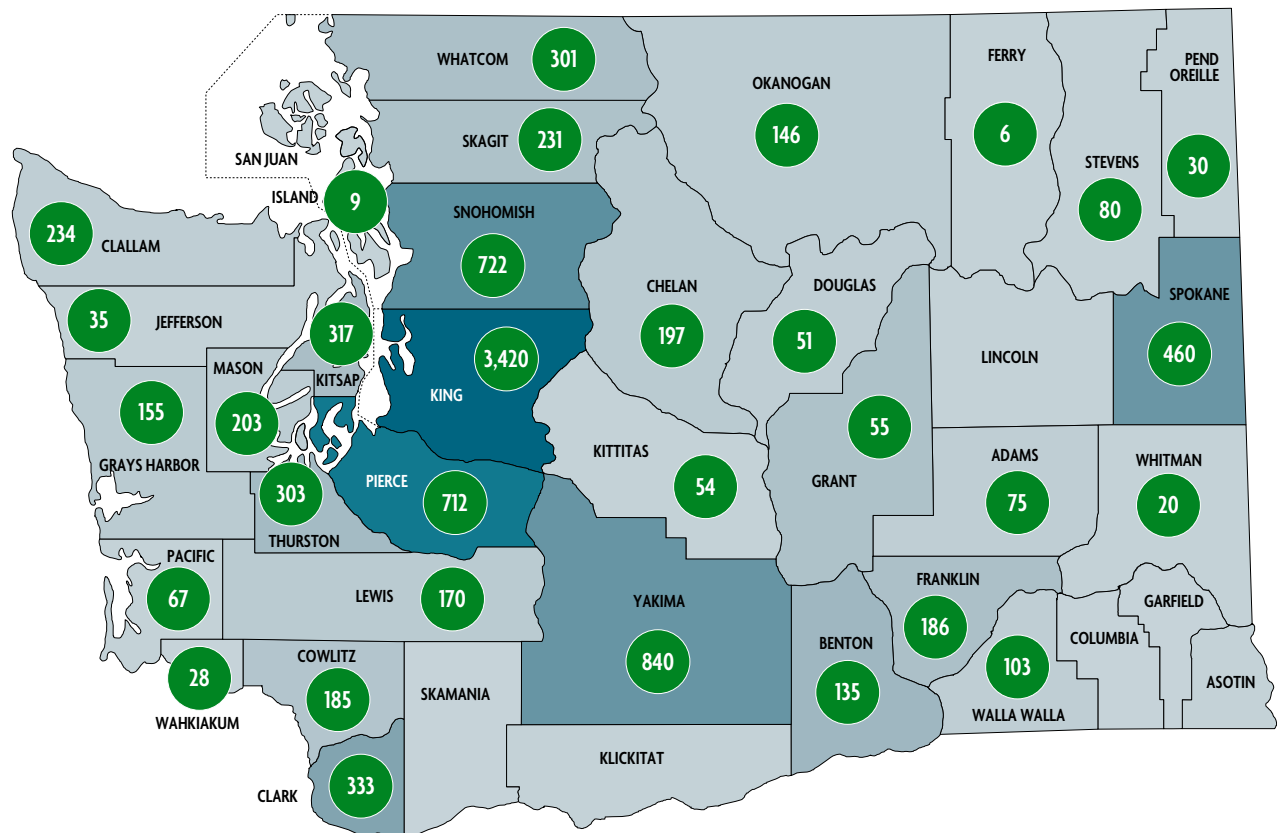 WHATCOM
301
OKANOGAN
146
FERRY
6
PEND
OREILLE
30
SKAGIT
231
STEVENS
80
SAN JUAN
ISLAND
9
SNOHOMISH
722
234
CLALLAM
CHELAN
197
DOUGLAS
51
SPOKANE
460
35
JEFFERSON
317
KITSAP
3,420
KING
LINCOLN
MASON
203
155
GRAYS HARBOR
KITTITAS
54
55
GRANT
ADAMS
75
WHITMAN
20
303
THURSTON
PIERCE
712
PACIFIC
67
LEWIS
170
YAKIMA
840
FRANKLIN
186
GARFIELD
COLUMBIA
ASOTIN
28
WAHKIAKUM
COWLITZ
185
SKAMANIA
BENTON
135
103
WALLA WALLA
KLICKITAT
333
CLARK